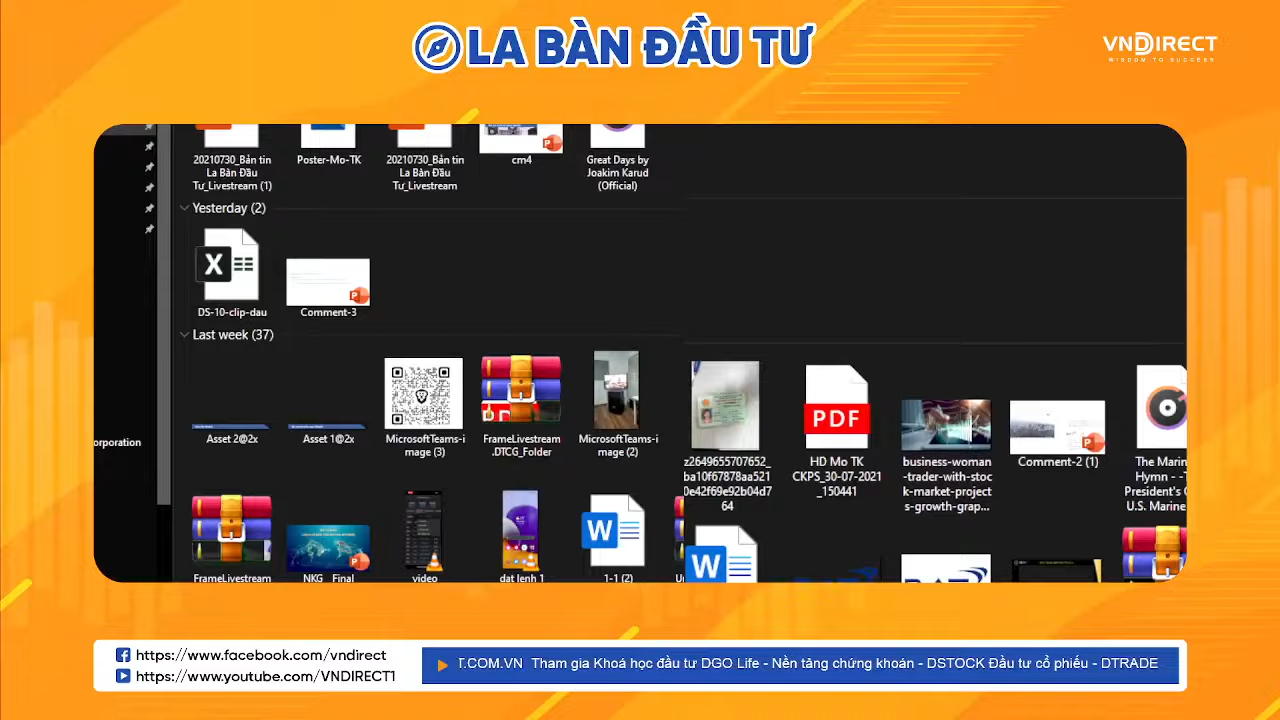 LA BÀN ĐẦU TƯ
VNDIRECT
WISDOM TO SUCCESS
20210730_Bản tin
La Bàn Đầu
Tư_Livestream (1)
Poster-Mo-TK
20210730_Bản tin
La Bàn Đầu
Tư_Livestream
cm4
Great Days by
Joakim Karud
(Official)
Yesterday (2)
DS-10-clip-dau
Comment-3
Last week (37)
orporation
Asset 2@2x
Asset 1@2x
MicrosoftTeams-i
mage (3)
FrameLivestream
.DTCG_Folder
MicrosoftTeams-i
mage (2)
z2649655707652_
ba10f67878aa521
0e42f69e92b04d7
64
PDF
HD Mo TK
CKPS_30-07-2021
_150441
business-woman
-trader-with-stoc
k-market-project
s-growth-grap...
Comment-2 (1)
The Marin
Hymn - -
President's
U.S. Marine
FrameLivestream
NKG_ Final
video
dat lenh 1
1-1 (2)
https://www.facebook.com/vndirect
https://www.youtube.com/VNDIRECT1
T.COM.VN Tham gia Khoá học đầu tư DGO Life - Nền tảng chứng khoán - DSTOCK Đầu tư cổ phiếu - DTRADE